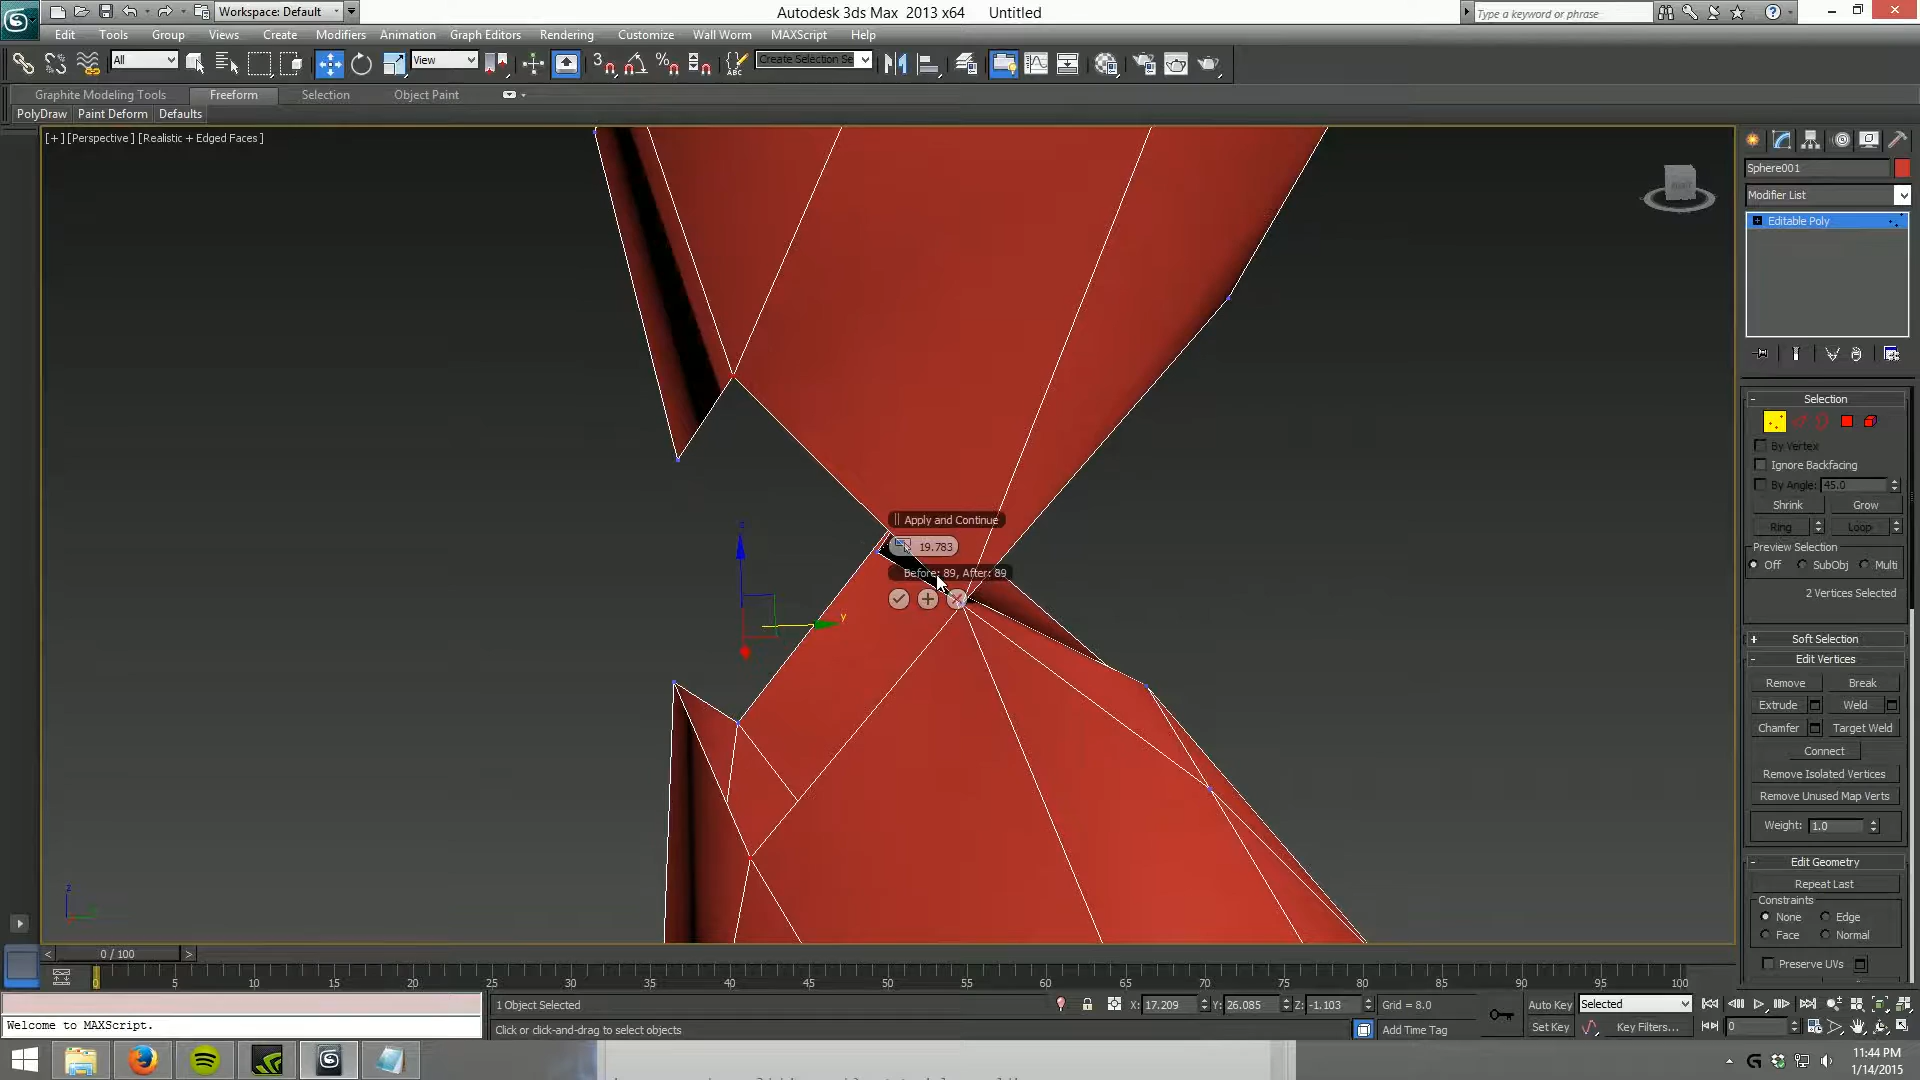 Workspace: Default
Autodesk 3ds Max 2013 x64 Untitled
Type a keyword or phrase
Edit Tools Group Views Create Modifiers Animation Graph Editors Rendering Customize Wall Worm MAXScript Help
All
View
3
ABC
Create Selection Se
Graphite Modeling Tools Freeform Selection Object Paint
PolyDraw Paint Deform Defaults
[+] [Perspective] [Realistic + Edged Faces]
Sphere001
Modifier List
Editable Poly
Selection
By Vertex
Ignore Backfacing
By Angle: 45.0
Shrink Grow
Ring Loop
Preview Selection
Off SubObj Multi
2 Vertices Selected
Soft Selection
Edit Vertices
Remove Break
Extrude Weld
Chamfer Target Weld
Connect
Remove Isolated Vertices
Remove Unused Map Verts
Weight: 1.0
Edit Geometry
Repeat Last
Constraints
None Edge
Face Normal
Preserve UVs
Apply and Continue
19.783
Before: 89, After: 89
z
y
z
0 / 100
0 5 10 15 20 25 30 35 40 45 50 55 60 65 70 75 80 85 90 95 100
1 Object Selected
X: 17.209 Y: 26.085 Z: -1.103 Grid = 8.0
Auto Key Selected
Welcome to MAXScript.
Click or click-and-drag to select objects
Add Time Tag
Set Key Key Filters...
0
11:44 PM
1/14/2015